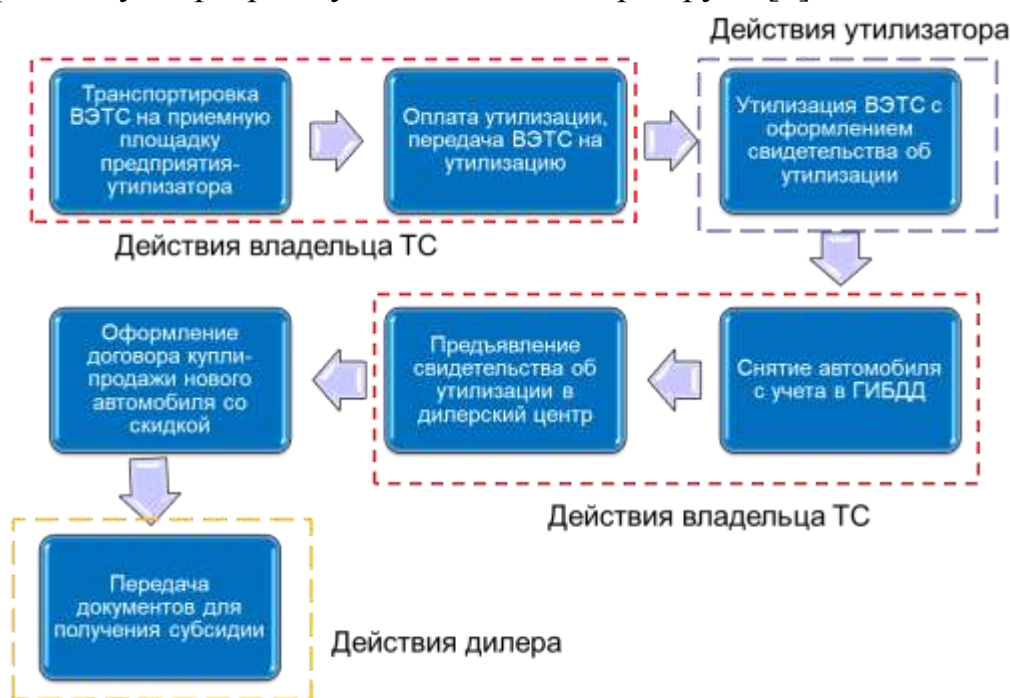 Действия утилизатора
Транспортировка
ВЭТС на приемную
площадку
предприятия-
утилизатора
Оплата утилизации,
передача ВЭТС на
утилизацию
Утилизация ВЭТС с
оформлением
свидетельства об
утилизации
Действия владельца ТС
Оформление
договора купли-
продажи нового
автомобиля со
скидкой
Предъявление
свидетельства об
утилизации в
дилерский центр
Снятие автомобиля
с учета в ГИБДД
Действия владельца ТС
Передача
документов для
получения субсидии
Действия дилера